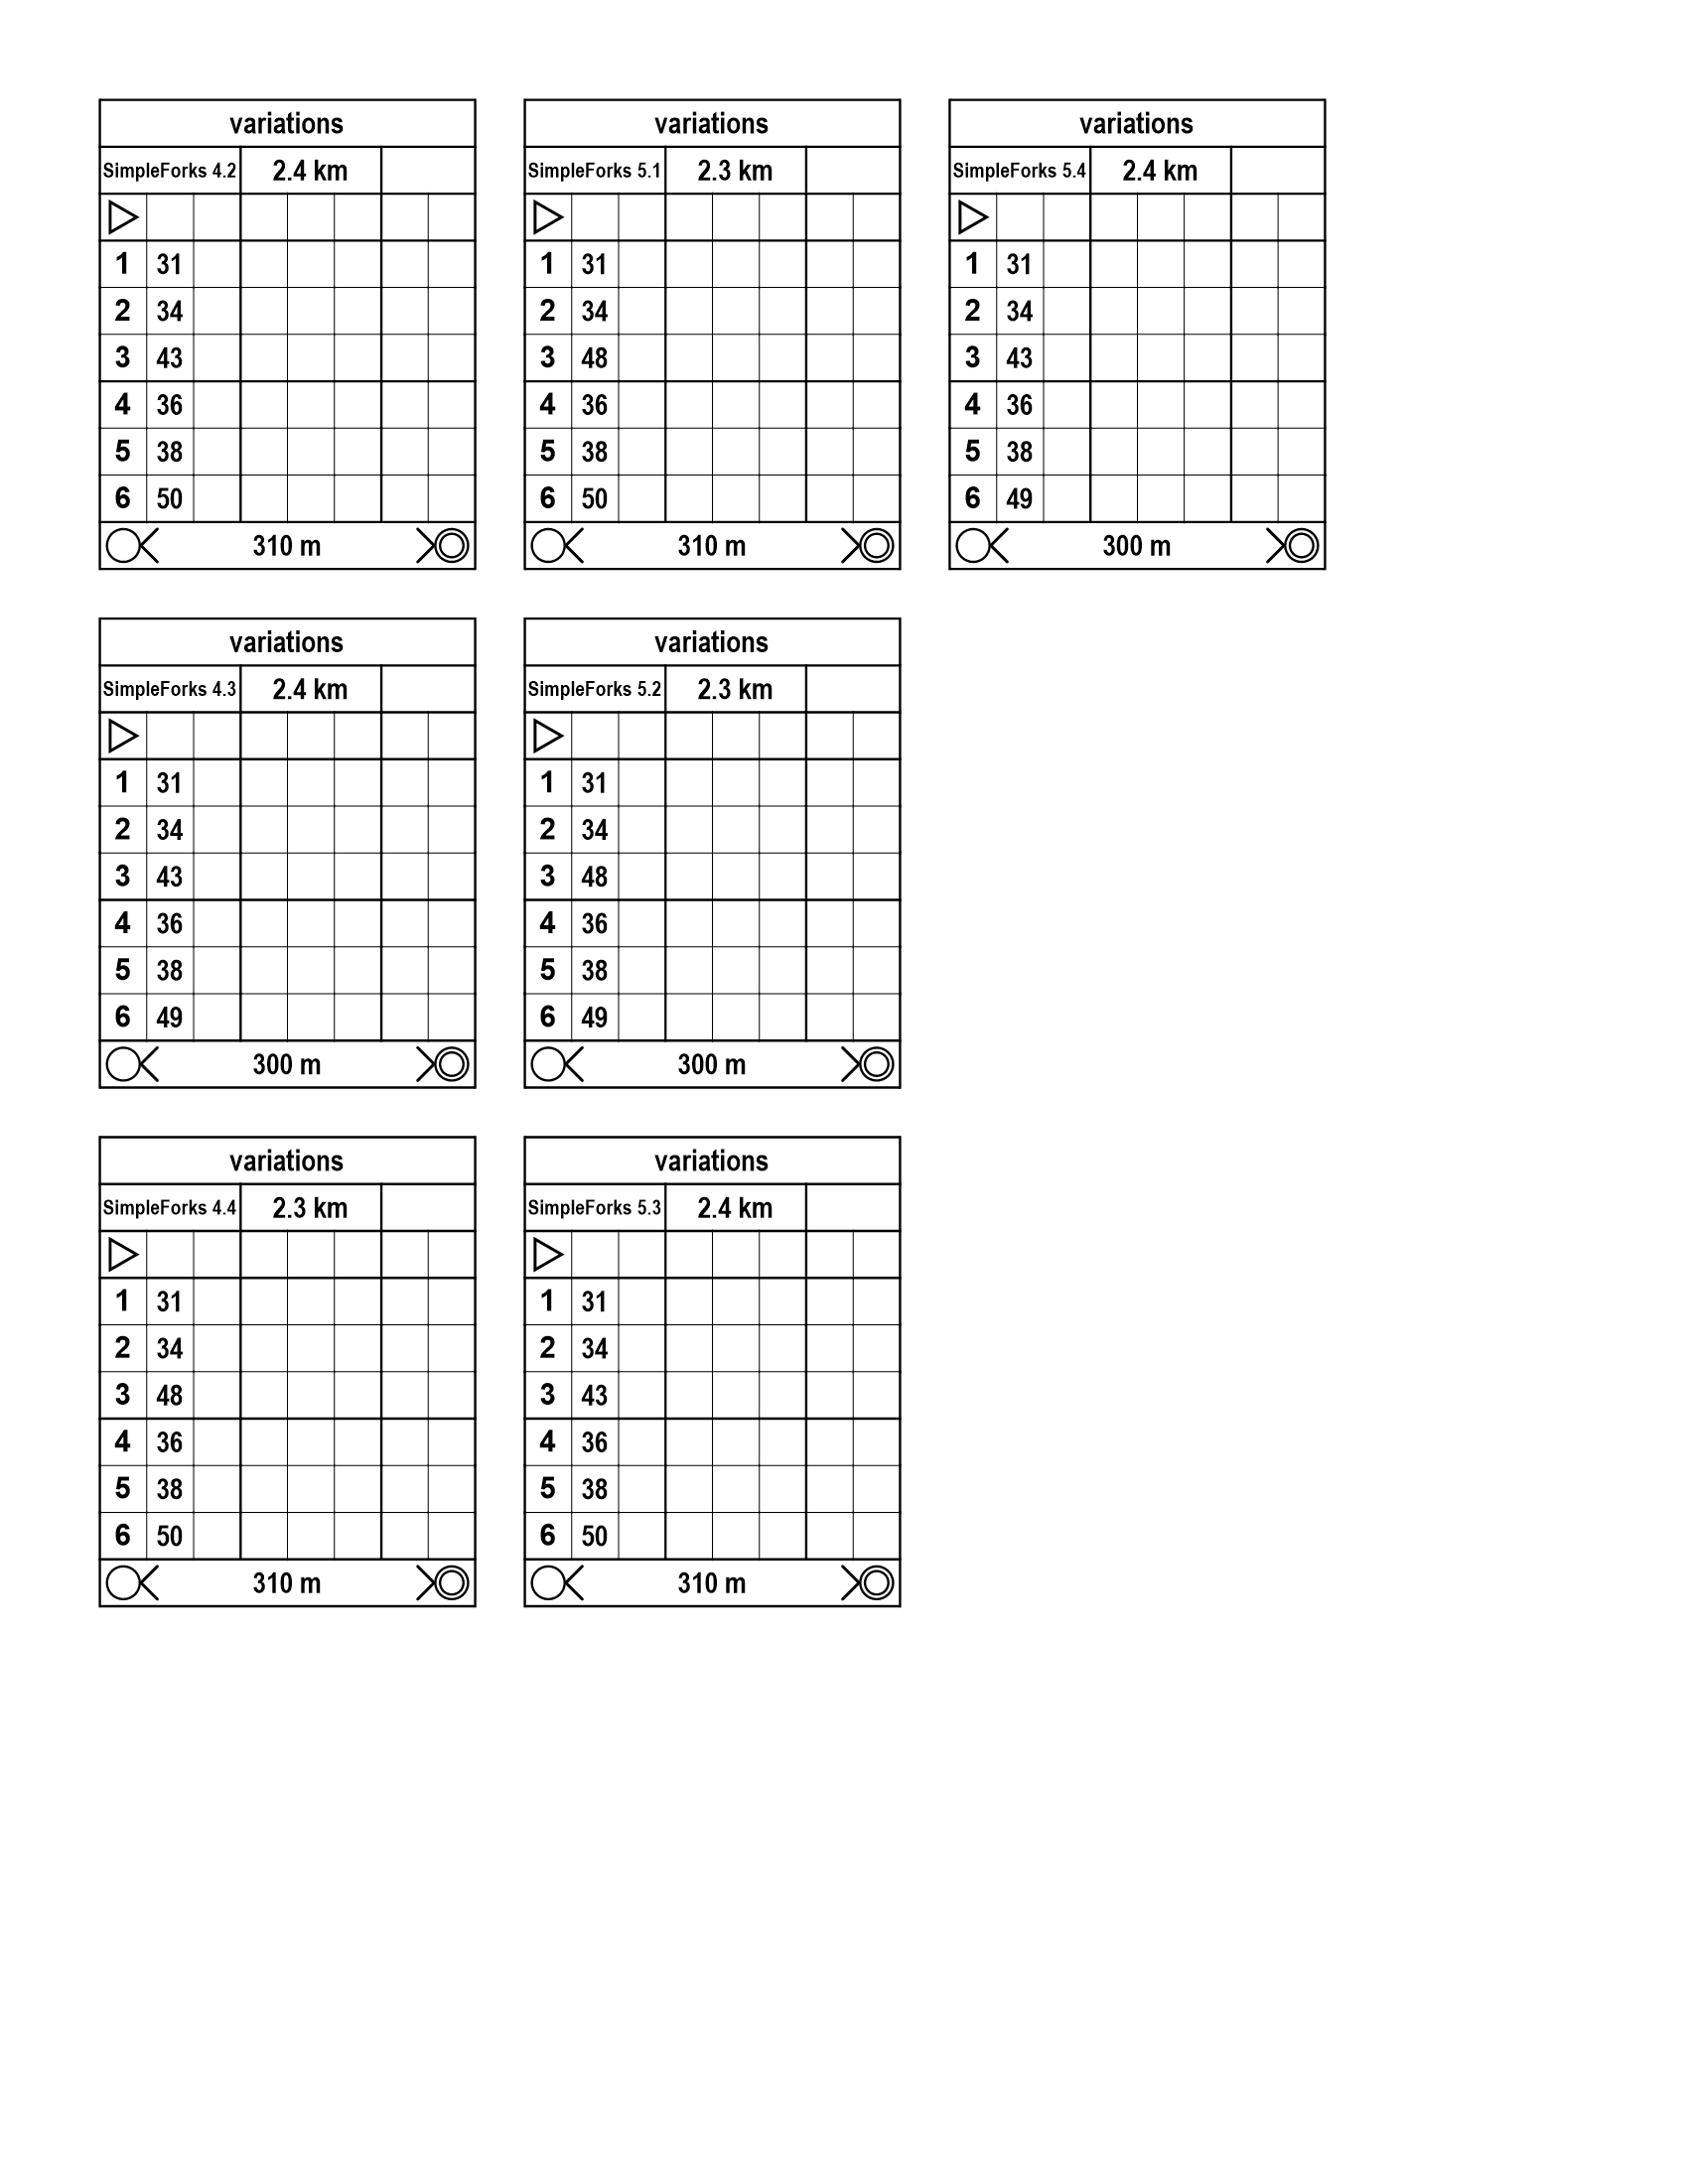 variations
SimpleForks 4.2 2.4 km
1 31
2 34
3 43
4 36
5 38
6 50
310 m
variations
SimpleForks 4.3 2.4 km
1 31
2 34
3 43
4 36
5 38
6 49
300 m
variations
SimpleForks 4.4 2.3 km
1 31
2 34
3 48
4 36
5 38
6 50
310 m
variations
SimpleForks 5.1 2.3 km
1 31
2 34
3 48
4 36
5 38
6 50
310 m
variations
SimpleForks 5.2 2.3 km
1 31
2 34
3 48
4 36
5 38
6 49
300 m
variations
SimpleForks 5.3 2.4 km
1 31
2 34
3 43
4 36
5 38
6 50
310 m
variations
SimpleForks 5.4 2.4 km
1 31
2 34
3 43
4 36
5 38
6 49
300 m